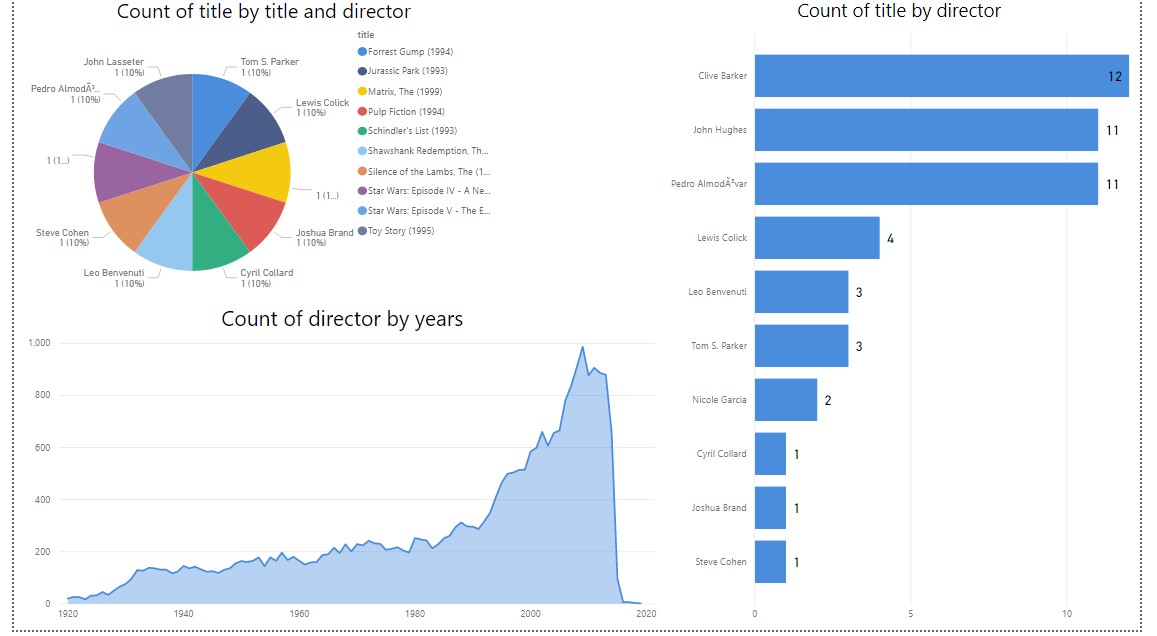 Count of title by title and director
title
Forrest Gump (1994)
Jurassic Park (1993)
Matrix, The (1999)
Pulp Fiction (1994)
Schindler's List (1993)
Shawshank Redemption, Th...
Silence of the Lambs, The (1...
Star Wars: Episode IV - A Ne...
Star Wars: Episode V - The E...
Toy Story (1995)
John Lasseter
1 (10%)
Tom S. Parker
1 (10%)
Pedro AlmodÃ³...
1 (10%)
Lewis Colick
1 (10%)
1 (1...)
1 (1...)
Steve Cohen
1 (10%)
Joshua Brand
1 (10%)
Leo Benvenuti
1 (10%)
Cyril Collard
1 (10%)
Count of director by years
1,000
800
600
400
200
0
1920 1940 1960 1980 2000 2020
Count of title by director
Clive Barker 12
John Hughes 11
Pedro AlmodÃ³var 11
Lewis Colick 4
Leo Benvenuti 3
Tom S. Parker 3
Nicole Garcia 2
Cyril Collard 1
Joshua Brand 1
Steve Cohen 1
0 5 10